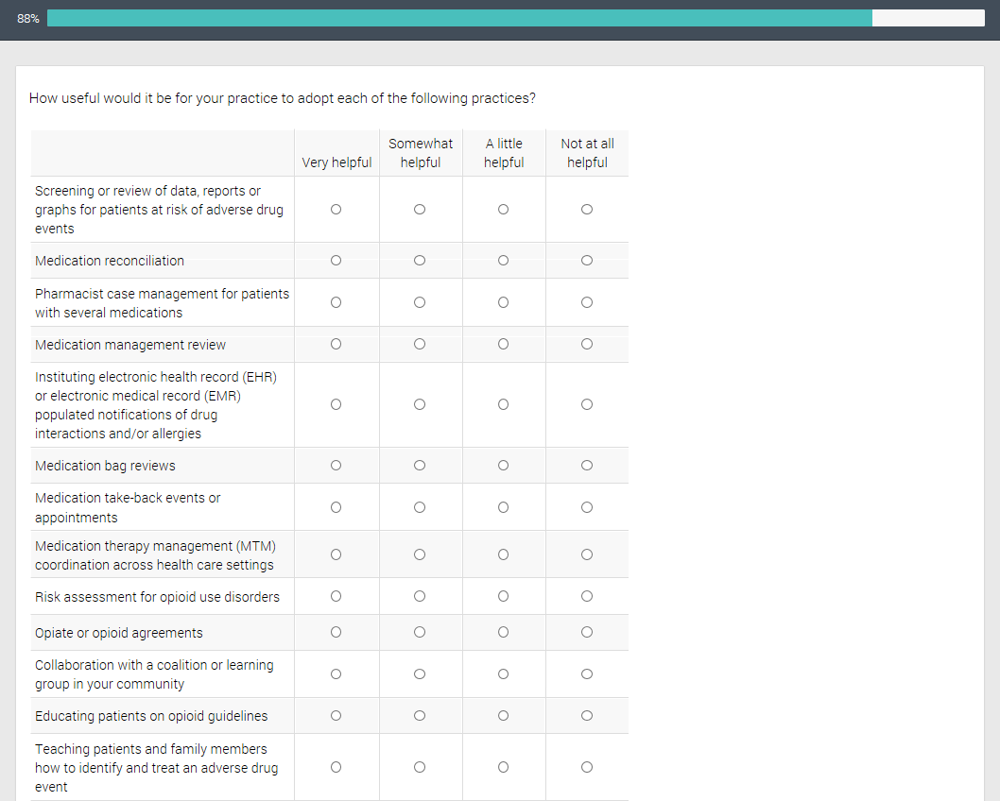 88%
How useful would it be for your practice to adopt each of the following practices?
Very helpful
Somewhat
helpful
A little
helpful
Not at all
helpful
Screening or review of data, reports or
graphs for patients at risk of adverse drug
events
Medication reconciliation
Pharmacist case management for patients
with several medications
Medication management review
Instituting electronic health record (EHR)
or electronic medical record (EMR)
populated notifications of drug
interactions and/or allergies
Medication bag reviews
Medication take-back events or
appointments
Medication therapy management (MTM)
coordination across health care settings
Risk assessment for opioid use disorders
Opiate or opioid agreements
Collaboration with a coalition or learning
group in your community
Educating patients on opioid guidelines
Teaching patients and family members
how to identify and treat an adverse drug
event